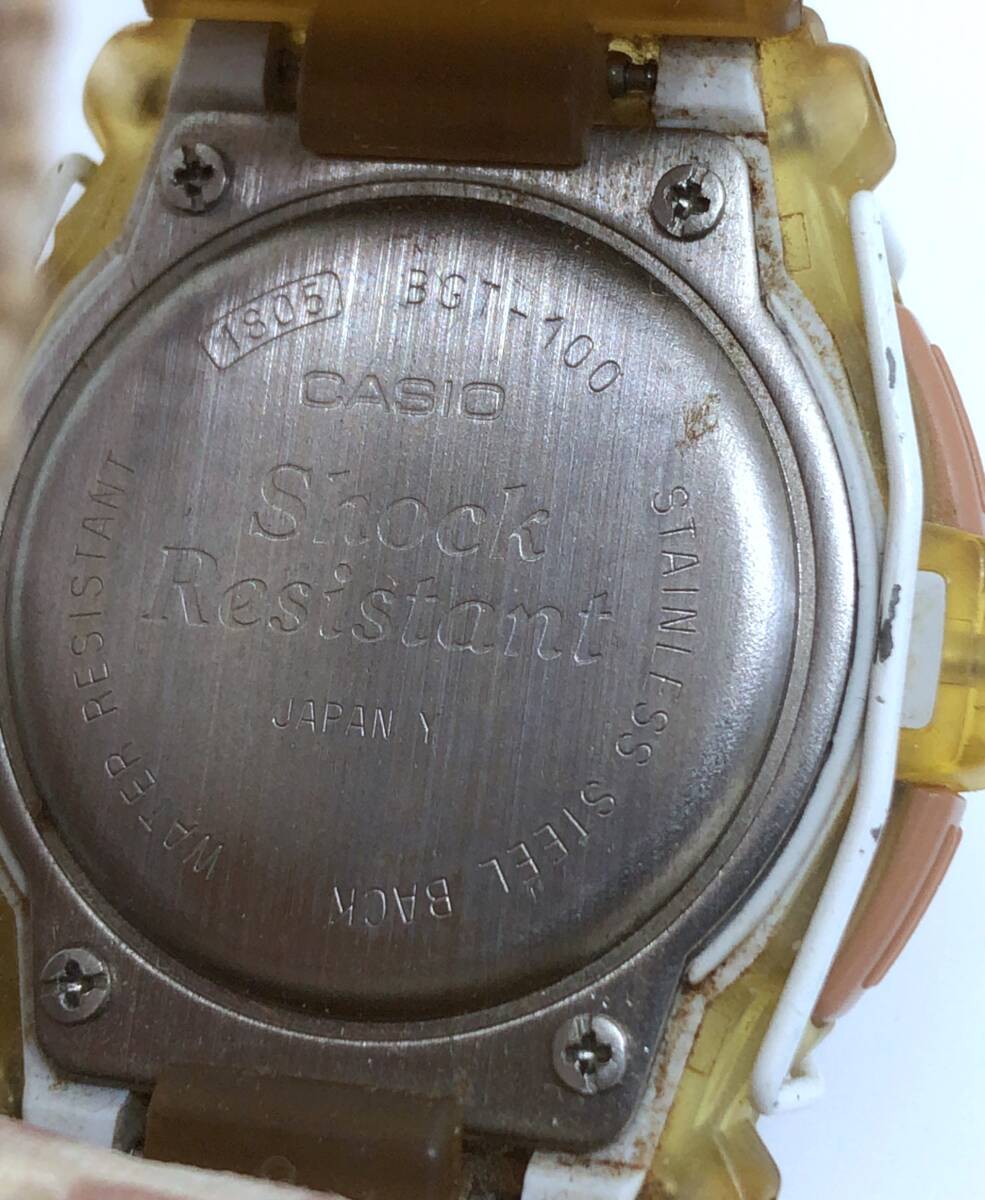 1805 BGT-100
CASIO
Shock
Resistant
JAPAN Y
WATER RESISTANT
STAINLESS STEEL BACK